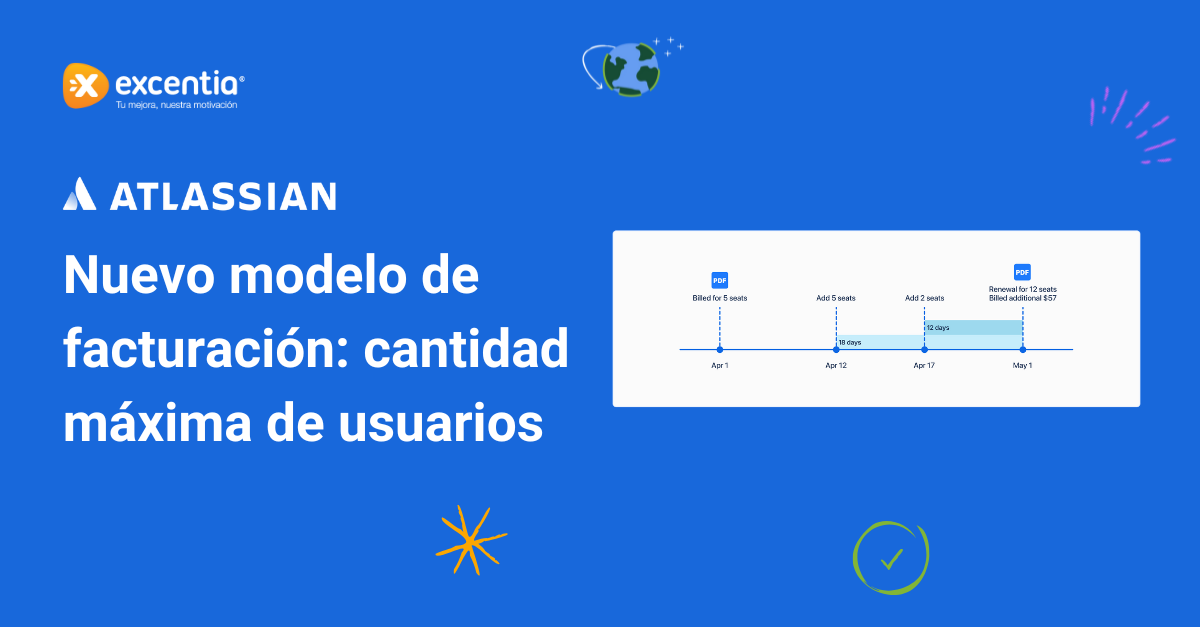 excentia®
Tu mejora, nuestra motivación
ATLASSIAN
Nuevo modelo de
facturación: cantidad
máxima de usuarios
PDF
Billed for 5 seats
Add 5 seats
Add 2 seats
PDF
Renewal for 12 seats
Billed additional $57
12 days
18 days
Apr 1
Apr 12
Apr 17
May 1